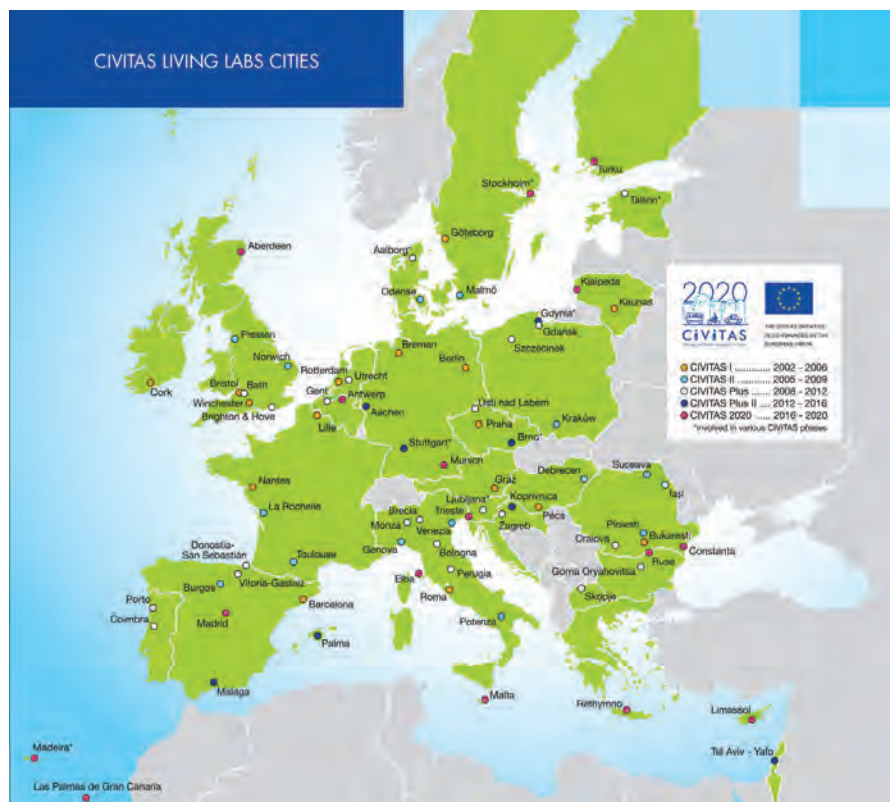 CIVITAS LIVING LABS CITIES
Turku
Stockholm*
Tallinn*
Göteborg
Aberdeen
Aalborg*
Klaipeda
Odense
Malmö
Kaunas
Gdynia*
Gdańsk
Szczecinek
2020
CIVITAS
Preston
Norwich
Bremen
Berlin
Rotterdam
Utrecht
Cork
Bristol
Bath
Gent
Antwerp
Winchester
Aachen
Brighton & Hove
Lille
Ústí nad Labem
Praha
Kraków
Stuttgart*
Brno*
Munich
CIVITAS I ............ 2002 - 2006
CIVITAS II ........... 2005 - 2009
CIVITAS Plus ...... 2008 - 2012
CIVITAS Plus II ... 2012 - 2016
CIVITAS 2020 ..... 2016 - 2020
*involved in various CIVITAS phases
Debrecen
Suceava
Iaşi
Nantes
Graz
Koprivnica
Ljubljana*
La Rochelle
Brecia
Trieste
Monza
Venezia
Zagreb
Pécs
Ploiesti
Craiova
Bukaresti
Constanta
Genova
Bologna
Donostia-
San Sebastián
Toulouse
Ruse
Vitoria-Gasteiz
Burgos
Elba
Perugia
Gorna Oryahovitsa
Skopje
Roma
Porto
Barcelona
Coimbra
Madrid
Potenza
Palma
Malaga
Malta
Rethymno
Limassol
Madeira*
Tel Aviv - Yafo
Las Palmas de Gran Canaria